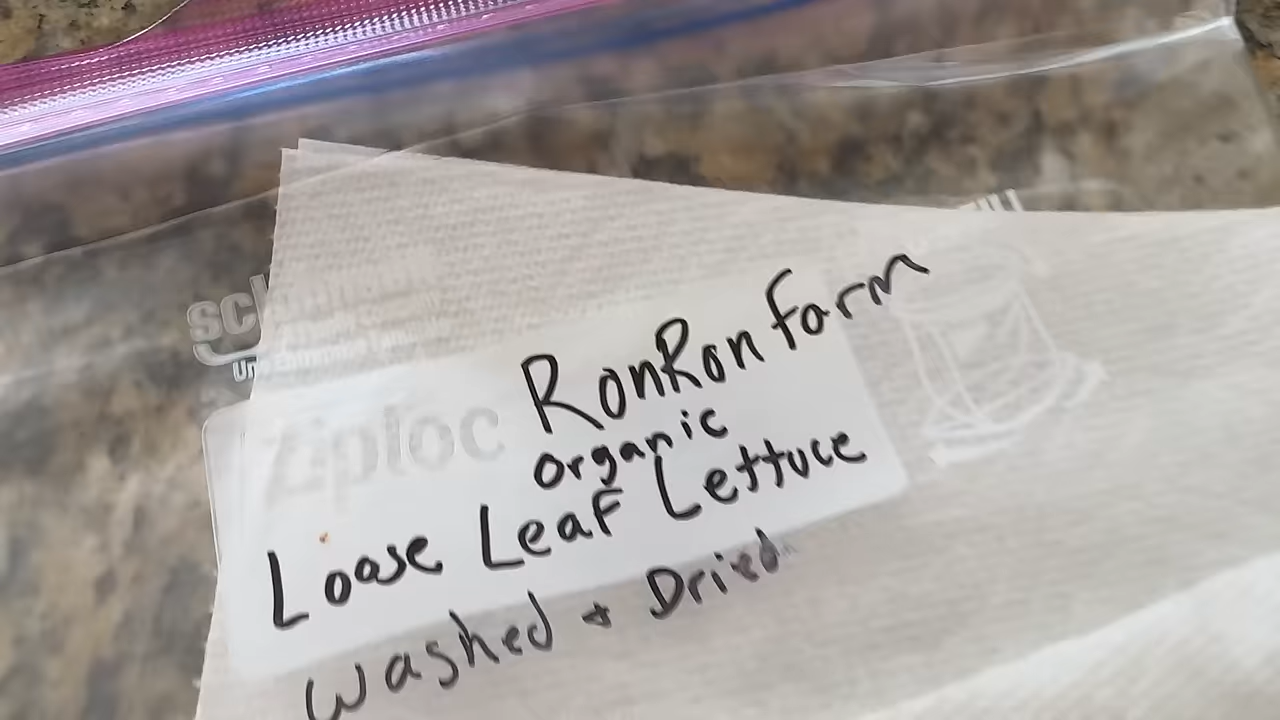 Ziploc
RonRon Farm
organic
Loose Leaf Lettuce
Washed + Dried